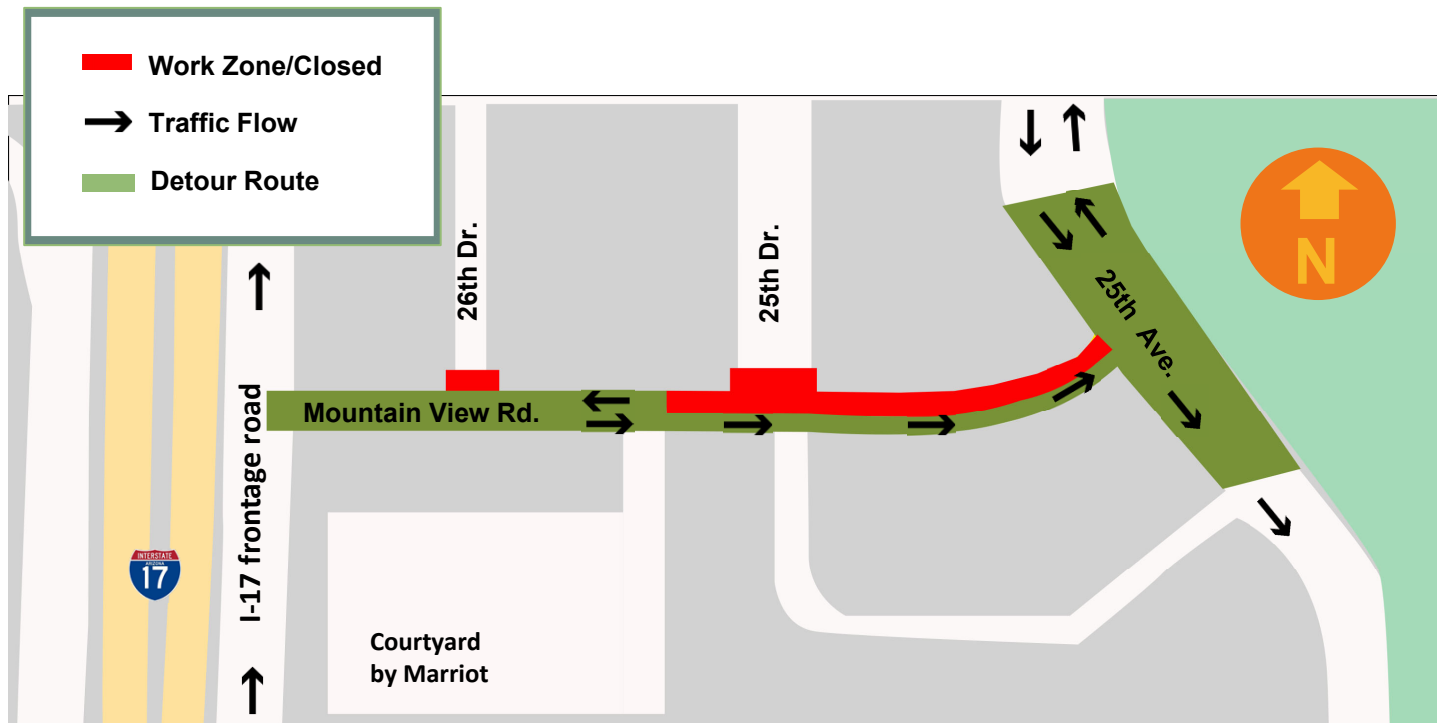 Work Zone/Closed
Traffic Flow
Detour Route
26th Dr.
25th Dr.
25th Ave.
N
Mountain View Rd.
I-17 frontage road
INTERSTATE
ARIZONA
17
Courtyard
by Marriot